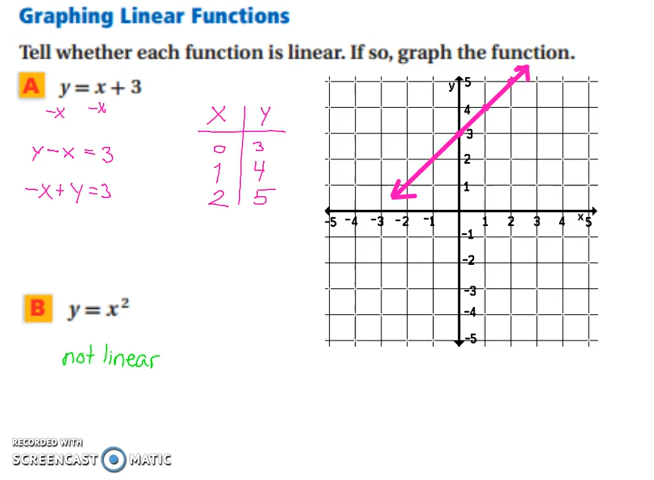 Graphing Linear Functions
Tell whether each function is linear. If so, graph the function.
A y = x + 3
-x -x
y - x = 3
-x + y = 3
x y
0 3
1 4
2 5
y 5
4
3
2
1
-5 -4 -3 -2 -1 1 2 3 4 x 5
-1
-2
-3
-4
-5
B y = x²
not linear
RECORDED WITH
SCREENCAST MATIC